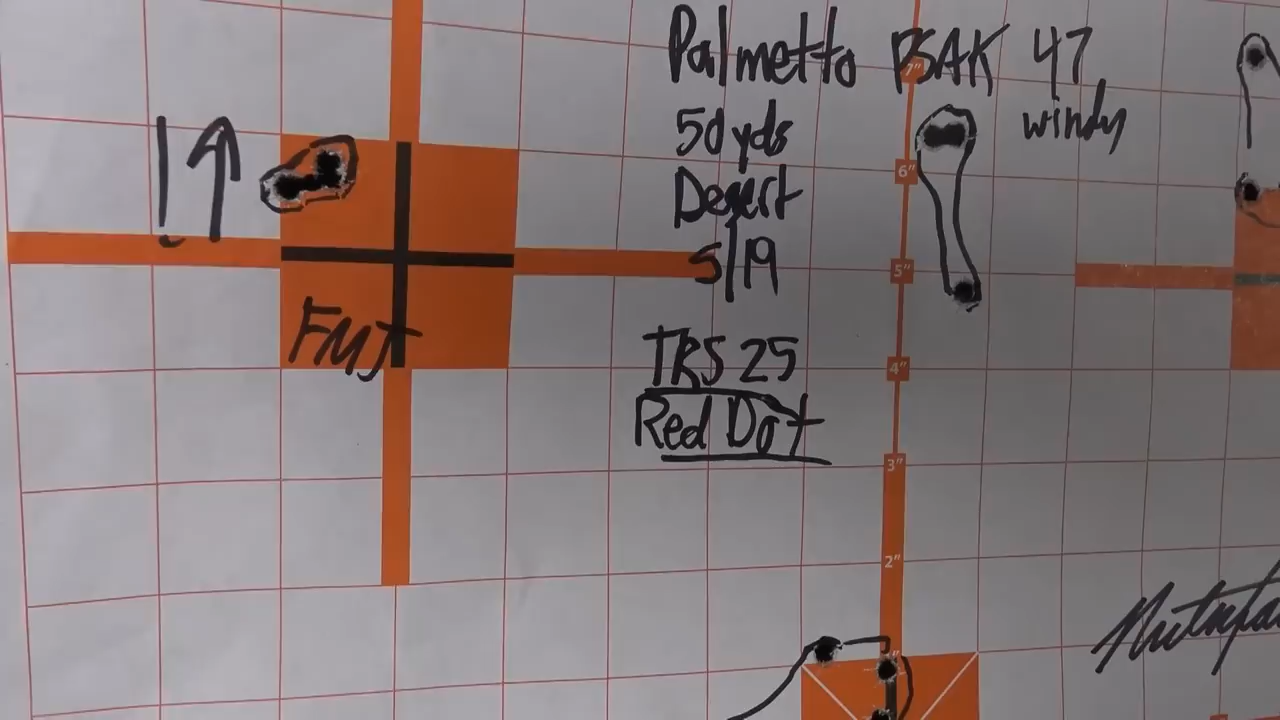 Palmetto PSAK 47
windy
50 yds
Desert
5/19
TRS 25
Red Dot
FMJ
7"
6"
5"
4"
3"
2"